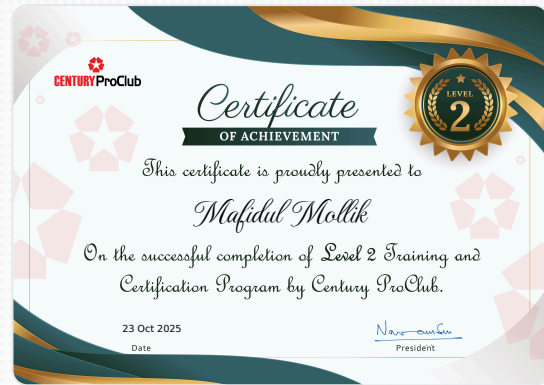 CENTURY ProClub
Certificate
OF ACHIEVEMENT
LEVEL
2
This certificate is proudly presented to
Mafidul Mollik
On the successful completion of Level 2 Training and
Certification Program by Century ProClub.
23 Oct 2025
Date
President